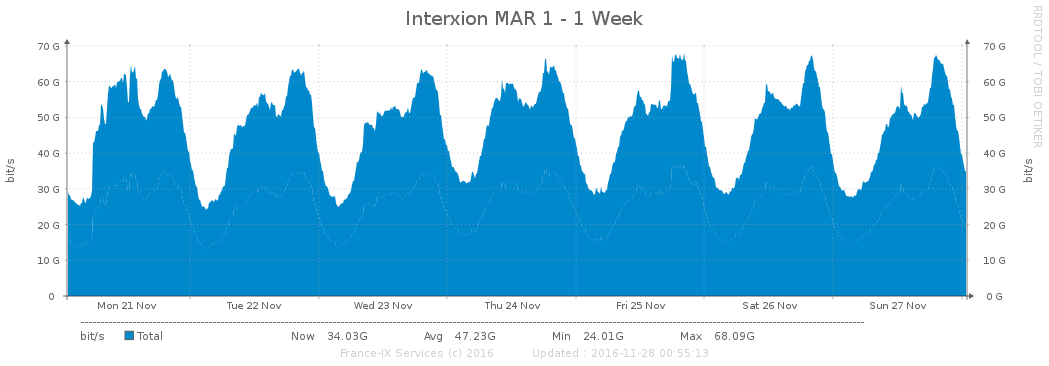 Interxion MAR 1 - 1 Week
RRDTOOL / TOBI OETIKER
bit/s
70 G
60 G
50 G
40 G
30 G
20 G
10 G
0
70 G
60 G
50 G
40 G
30 G
20 G
10 G
0 G
bit/s
Mon 21 Nov Tue 22 Nov Wed 23 Nov Thu 24 Nov Fri 25 Nov Sat 26 Nov Sun 27 Nov
bit/s Total Now 34.03G Avg 47.23G Min 24.01G Max 68.09G
France-IX Services (c) 2016 Updated : 2016-11-28 00:55:13